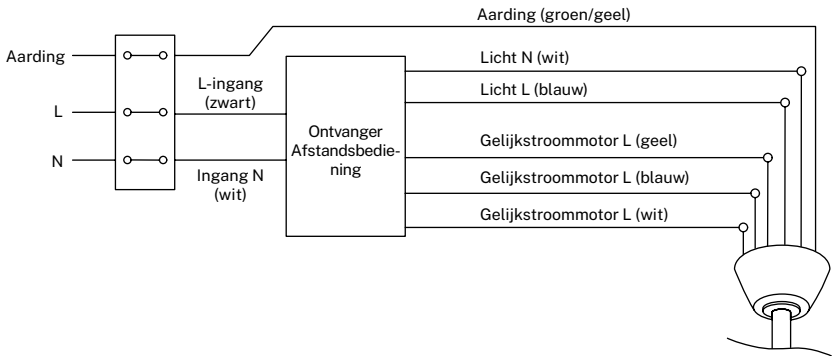 Aarding (groen/geel)
Aarding
L-ingang
(zwart)
L
Ingang N
(wit)
N
Ontvanger
Afstandsbedie-
ning
Licht N (wit)
Licht L (blauw)
Gelijkstroommotor L (geel)
Gelijkstroommotor L (blauw)
Gelijkstroommotor L (wit)